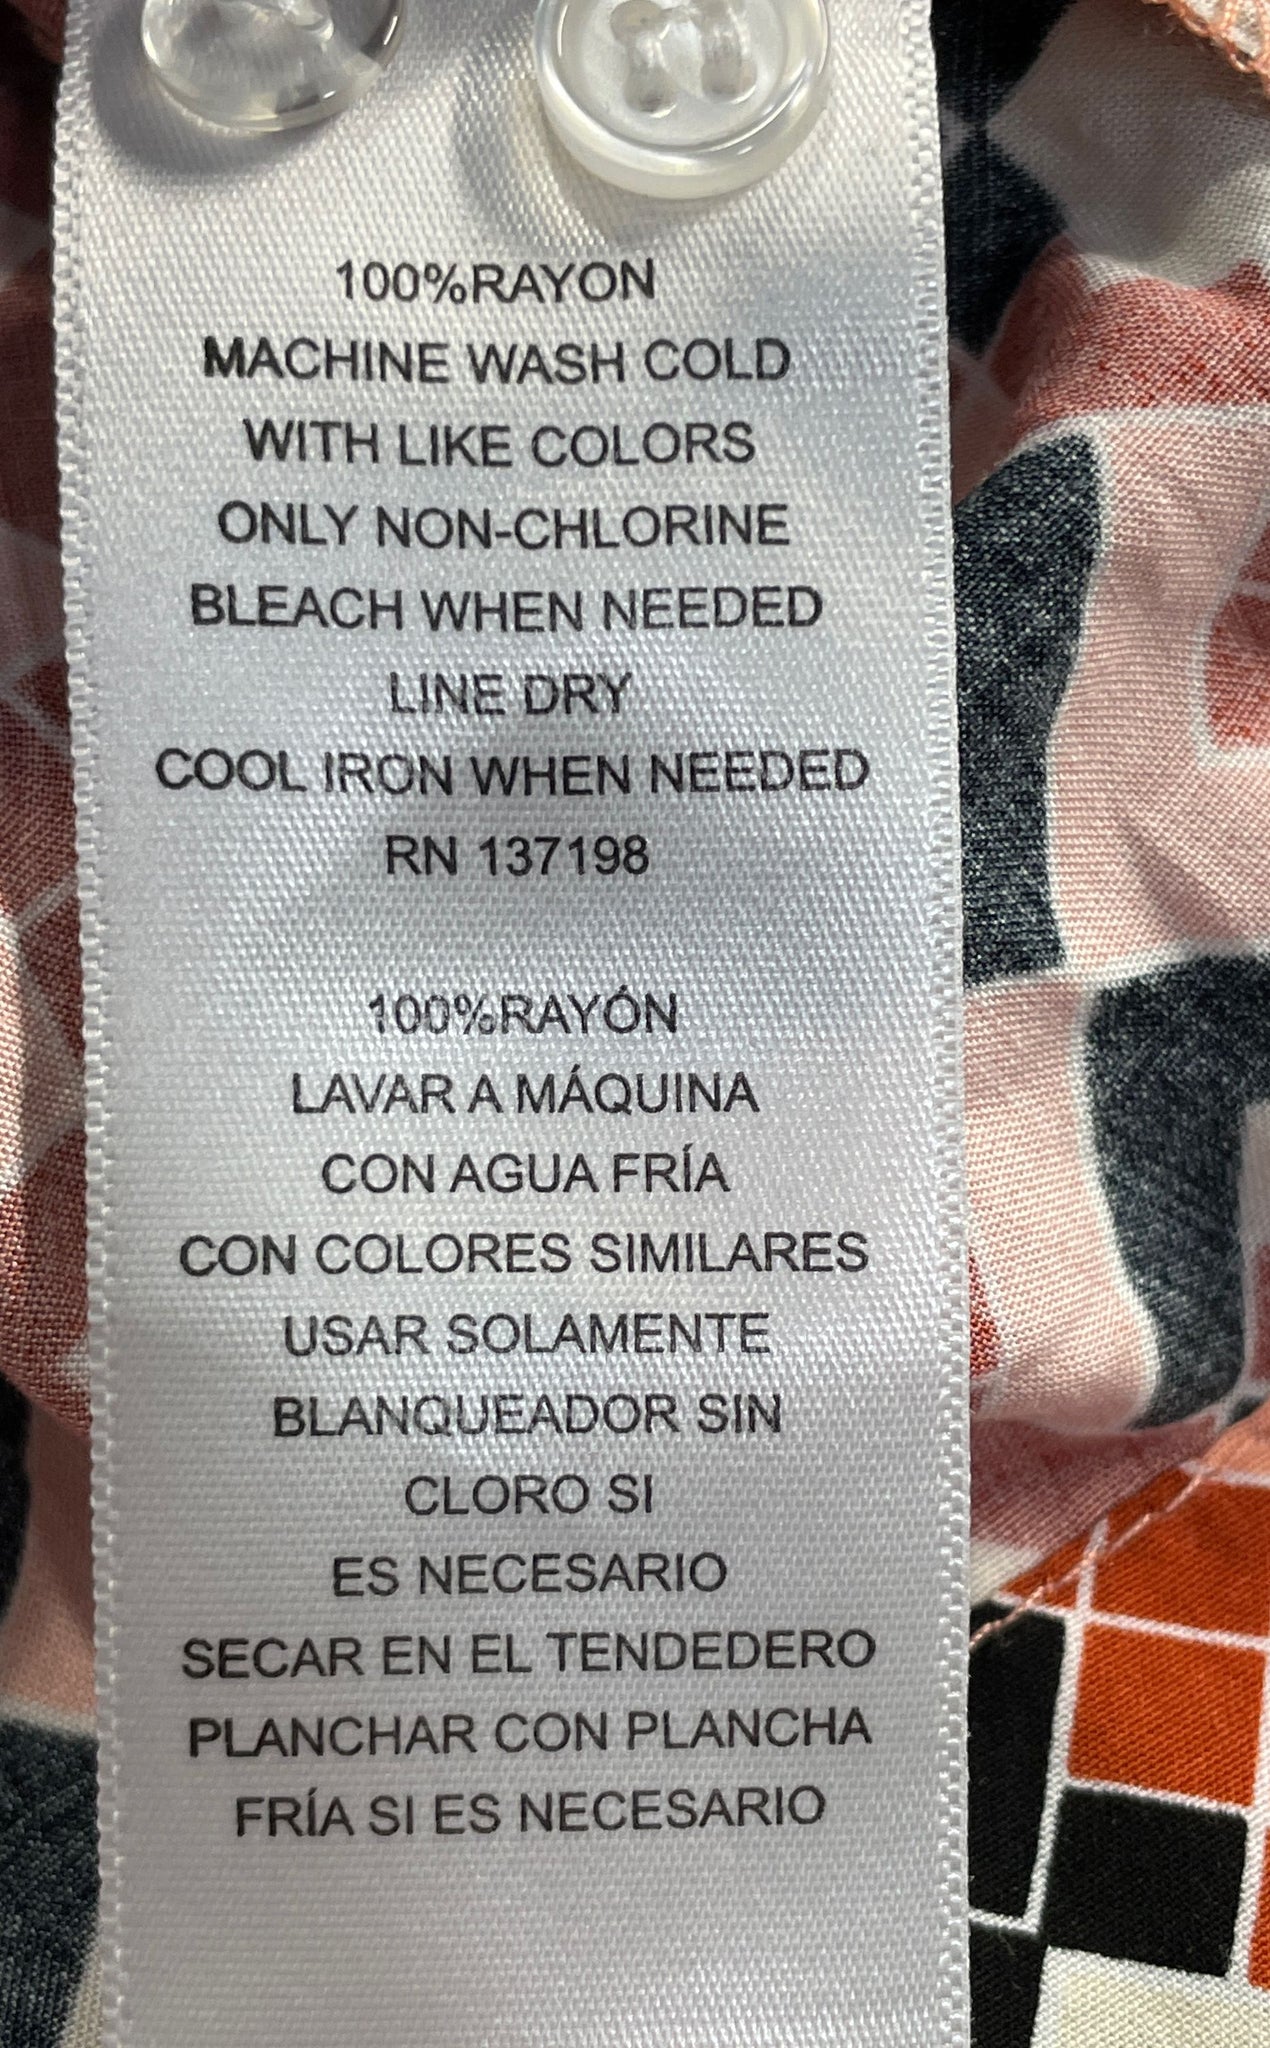 100%RAYON
MACHINE WASH COLD
WITH LIKE COLORS
ONLY NON-CHLORINE
BLEACH WHEN NEEDED
LINE DRY
COOL IRON WHEN NEEDED
RN 137198
100%RAYÓN
LAVAR A MÁQUINA
CON AGUA FRÍA
CON COLORES SIMILARES
USAR SOLAMENTE
BLANQUEADOR SIN
CLORO SI
ES NECESARIO
SECAR EN EL TENDEDERO
PLANCHAR CON PLANCHA
FRÍA SI ES NECESARIO